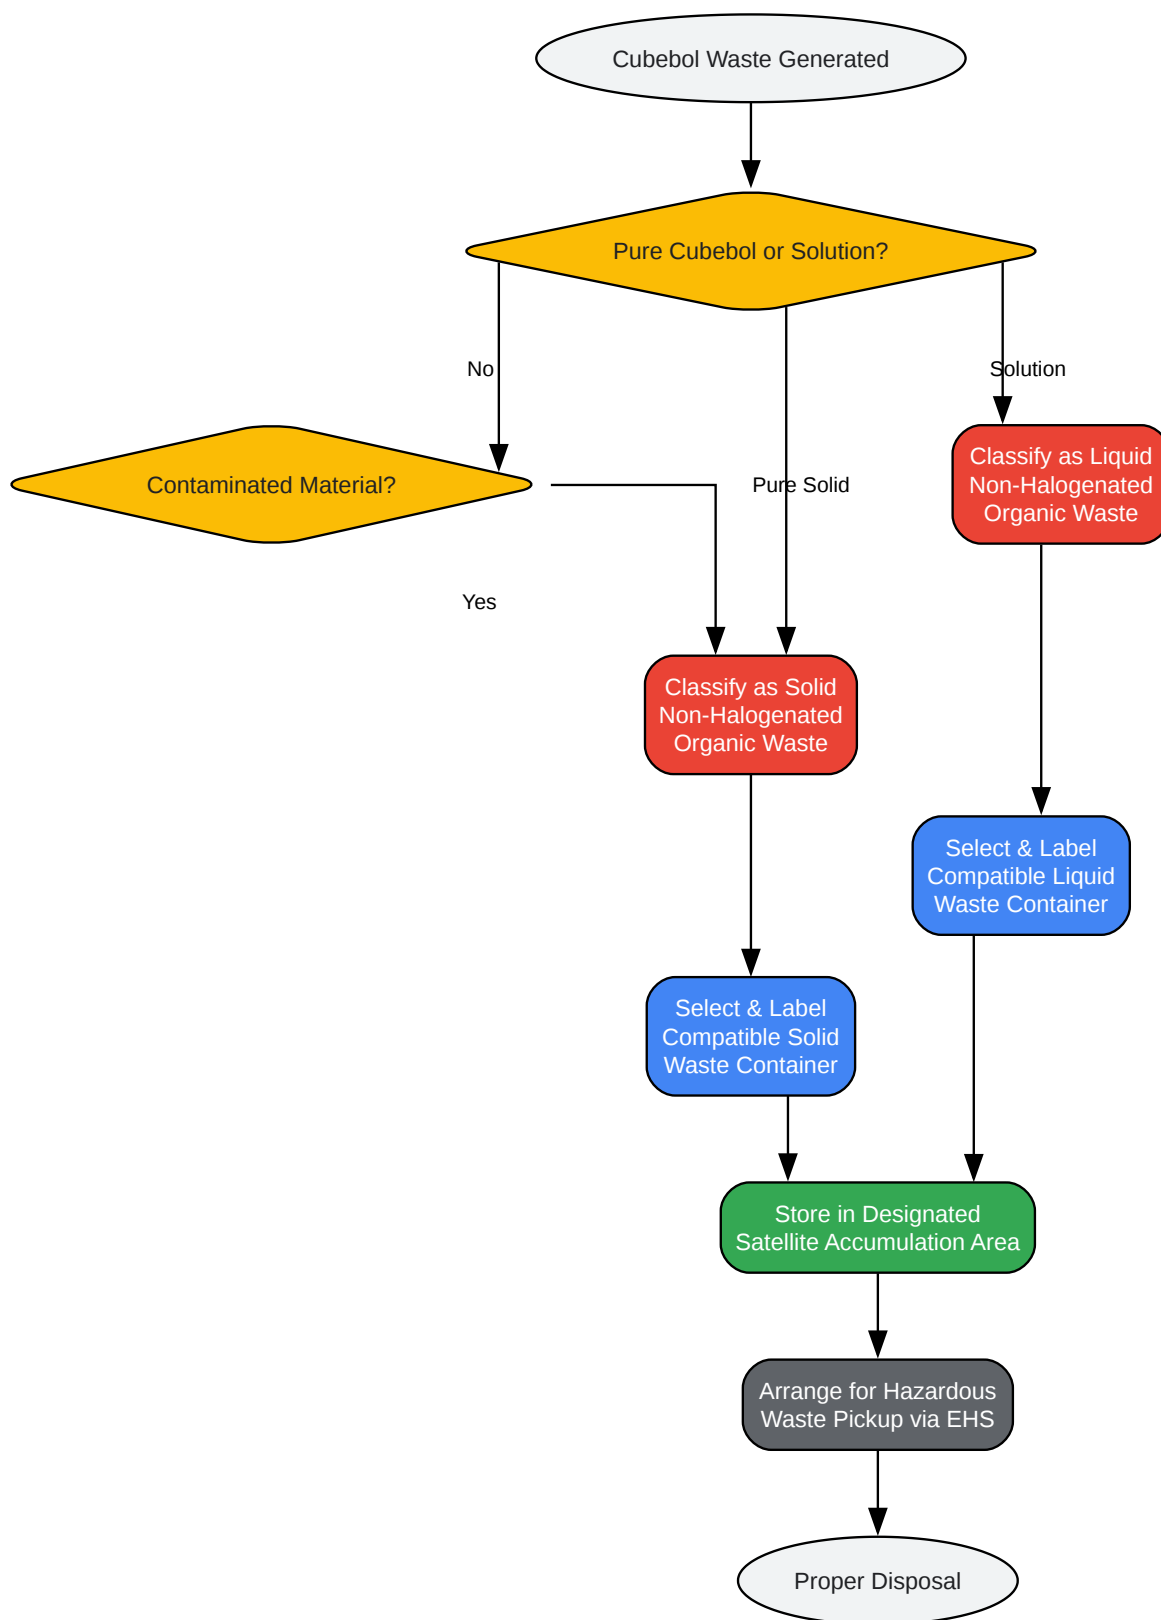 Cubebol Waste Generated
Pure Cubebol or Solution?
No
Solution
Contaminated Material?
Pure Solid
Classify as Liquid
Non-Halogenated
Organic Waste
Yes
Classify as Solid
Non-Halogenated
Organic Waste
Select & Label
Compatible Liquid
Waste Container
Select & Label
Compatible Solid
Waste Container
Store in Designated
Satellite Accumulation Area
Arrange for Hazardous
Waste Pickup via EHS
Proper Disposal